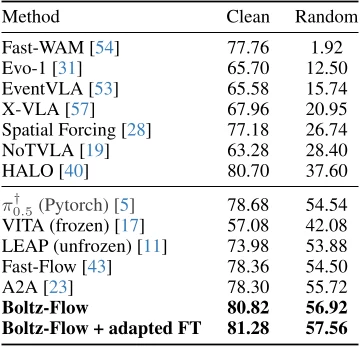 Method Clean Random
Fast-WAM [54] 77.76 1.92
Evo-1 [31] 65.70 12.50
EventVLA [53] 65.58 15.74
X-VLA [57] 67.96 20.95
Spatial Forcing [28] 77.18 26.74
NoTVLA [19] 63.28 28.40
HALO [40] 80.70 37.60
π†0.5 (Pytorch) [5] 78.68 54.54
VITA (frozen) [17] 57.08 42.08
LEAP (unfrozen) [11] 73.98 53.88
Fast-Flow [43] 78.36 54.50
A2A [23] 78.30 55.72
Boltz-Flow 80.82 56.92
Boltz-Flow + adapted FT 81.28 57.56